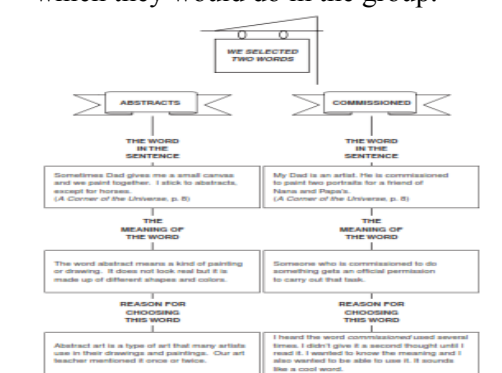 which they would do in the group.
WE SELECTED
TWO WORDS
ABSTRACTS
THE WORD
IN THE
SENTENCE
Sometimes Dad gives me a small canvas
and we paint together. I stick to abstracts,
except for horses.
(A Corner of the Universe, p. 8)
THE
MEANING OF
THE WORD
The word abstract means a kind of painting
or drawing. It does not look real but it is
made up of different shapes and colors.
REASON FOR
CHOOSING
THIS WORD
Abstract art is a type of art that many artists
use in their drawings and paintings. Our art
teacher mentioned it once or twice.
COMMISSIONED
THE WORD
IN THE
SENTENCE
My Dad is an artist. He is commissioned
to paint two portraits for a friend of
Nana and Papa's.
(A Corner of the Universe, p. 8)
THE
MEANING OF
THE WORD
Someone who is commissioned to do
something gets an official permission
to carry out that task.
REASON FOR
CHOOSING
THIS WORD
I heard the word commissioned used several
times. I didn't give it a second thought until I
read it. I wanted to know the meaning and I
also wanted to be able to use it. It sounds
like a cool word.